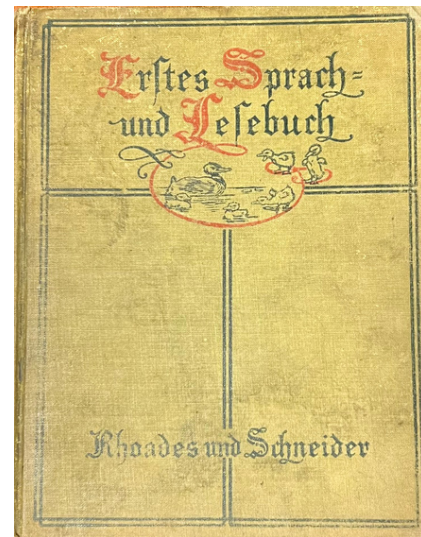 Erſtes Sprach=
und Leſebuch
Rhoades und Schneider